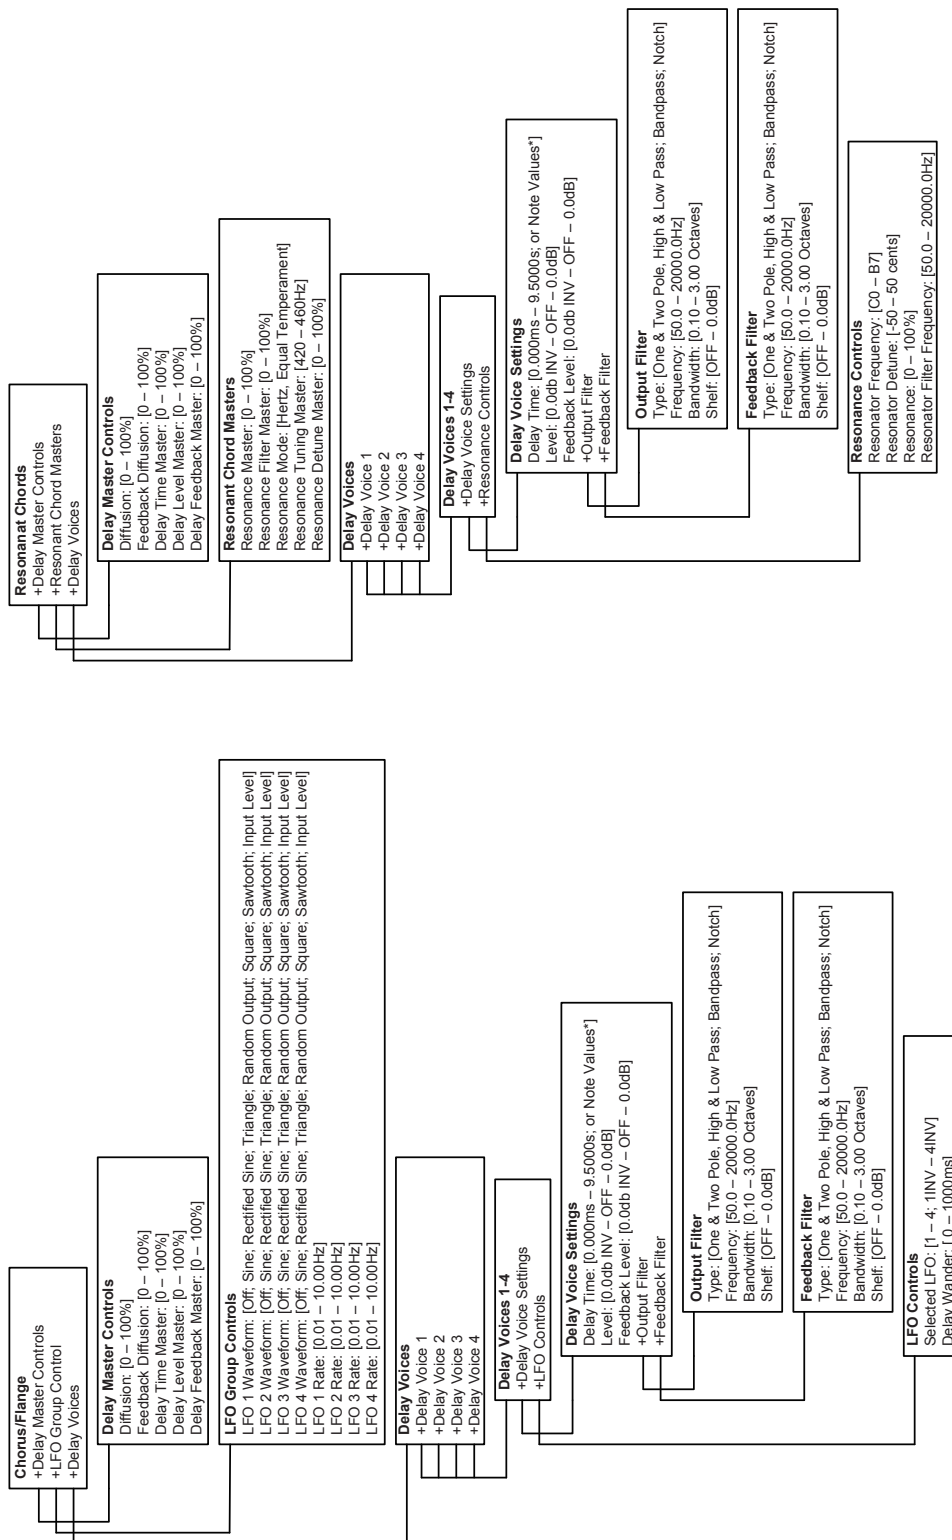 Chorus/Flange
+Delay Master Controls
+LFO Group Control
+Delay Voices
Delay Master Controls
Diffusion: [0 – 100%]
Feedback Diffusion: [0 – 100%]
Delay Time Master: [0 – 100%]
Delay Level Master: [0 – 100%]
Delay Feedback Master: [0 – 100%]
LFO Group Controls
LFO 1 Waveform: [Off; Sine; Rectified Sine; Triangle; Random Output; Square; Sawtooth; Input Level]
LFO 2 Waveform: [Off; Sine; Rectified Sine; Triangle; Random Output; Square; Sawtooth; Input Level]
LFO 3 Waveform: [Off; Sine; Rectified Sine; Triangle; Random Output; Square; Sawtooth; Input Level]
LFO 4 Waveform: [Off; Sine; Rectified Sine; Triangle; Random Output; Square; Sawtooth; Input Level]
LFO 1 Rate: [0.01 – 10.00Hz]
LFO 2 Rate: [0.01 – 10.00Hz]
LFO 3 Rate: [0.01 – 10.00Hz]
LFO 4 Rate: [0.01 – 10.00Hz]
Delay Voices
+Delay Voice 1
+Delay Voice 2
+Delay Voice 3
+Delay Voice 4
Delay Voices 1-4
+Delay Voice Settings
+LFO Controls
Delay Voice Settings
Delay Time: [0.000ms – 9.5000s; or Note Values*]
Level: [0.0db INV – OFF – 0.0dB]
Feedback Level: [0.0db INV – OFF – 0.0dB]
+Output Filter
+Feedback Filter
Output Filter
Type: [One & Two Pole, High & Low Pass; Bandpass; Notch]
Frequency: [50.0 – 20000.0Hz]
Bandwidth: [0.10 – 3.00 Octaves]
Shelf: [OFF – 0.0dB]
Feedback Filter
Type: [One & Two Pole, High & Low Pass; Bandpass; Notch]
Frequency: [50.0 – 20000.0Hz]
Bandwidth: [0.10 – 3.00 Octaves]
Shelf: [OFF – 0.0dB]
LFO Controls
Selected LFO: [1 – 4; 1INV – 4INV]
Delay Wander: [ 0 – 1000ms]
Resonanat Chords
+Delay Master Controls
+Resonant Chord Masters
+Delay Voices
Delay Master Controls
Diffusion: [0 – 100%]
Feedback Diffusion: [0 – 100%]
Delay Time Master: [0 – 100%]
Delay Level Master: [0 – 100%]
Delay Feedback Master: [0 – 100%]
Resonant Chord Masters
Resonance Master: [0 – 100%]
Resonance Filter Master: [0 – 100%]
Resonance Mode: [Hertz, Equal Temperament]
Resonance Tuning Master: [420 – 460Hz]
Resonance Detune Master: [0 – 100%]
Delay Voices
+Delay Voice 1
+Delay Voice 2
+Delay Voice 3
+Delay Voice 4
Delay Voices 1-4
+Delay Voice Settings
+Resonance Controls
Delay Voice Settings
Delay Time: [0.000ms – 9.5000s; or Note Values*]
Level: [0.0db INV – OFF – 0.0dB]
Feedback Level: [0.0db INV – OFF – 0.0dB]
+Output Filter
+Feedback Filter
Output Filter
Type: [One & Two Pole, High & Low Pass; Bandpass; Notch]
Frequency: [50.0 – 20000.0Hz]
Bandwidth: [0.10 – 3.00 Octaves]
Shelf: [OFF – 0.0dB]
Feedback Filter
Type: [One & Two Pole, High & Low Pass; Bandpass; Notch]
Frequency: [50.0 – 20000.0Hz]
Bandwidth: [0.10 – 3.00 Octaves]
Shelf: [OFF – 0.0dB]
Resonance Controls
Resonator Frequency: [C0 – B7]
Resonator Detune: [-50 – 50 cents]
Resonance: [0 – 100%]
Resonator Filter Frequency: [50.0 – 20000.0Hz]